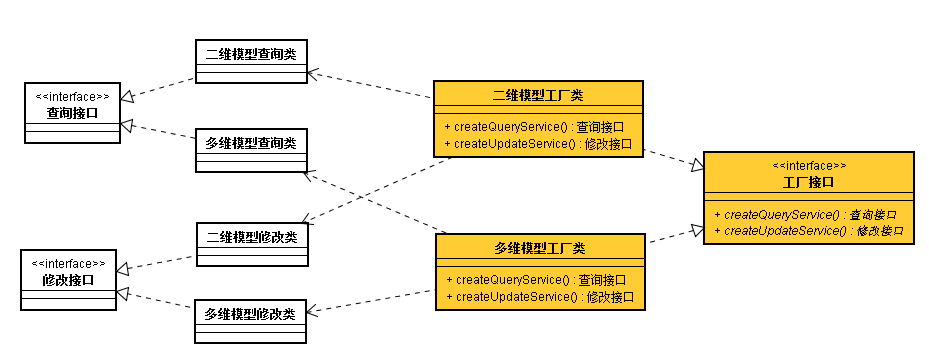 二维模型查询类
<<interface>>
查询接口
多维模型查询类
二维模型修改类
<<interface>>
修改接口
多维模型修改类
二维模型工厂类
+ createQueryService() : 查询接口
+ createUpdateService() : 修改接口
多维模型工厂类
+ createQueryService() : 查询接口
+ createUpdateService() : 修改接口
<<interface>>
工厂接口
+ createQueryService() : 查询接口
+ createUpdateService() : 修改接口